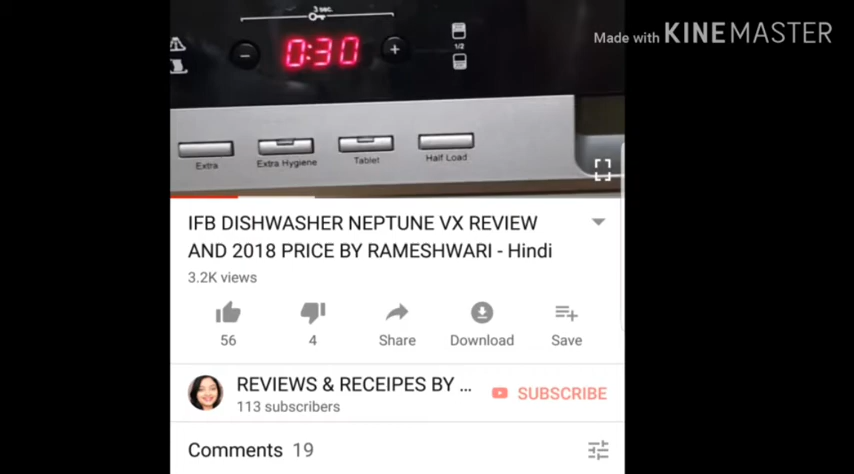 3 sec.
Made with KINEMASTER
0:30
- +
1/2
Extra
Extra Hygiene
Tablet
Half Load
IFB DISHWASHER NEPTUNE VX REVIEW
AND 2018 PRICE BY RAMESHWARI - Hindi
3.2K views
56
4
Share
Download
Save
REVIEWS & RECEIPES BY ...
SUBSCRIBE
113 subscribers
Comments 19